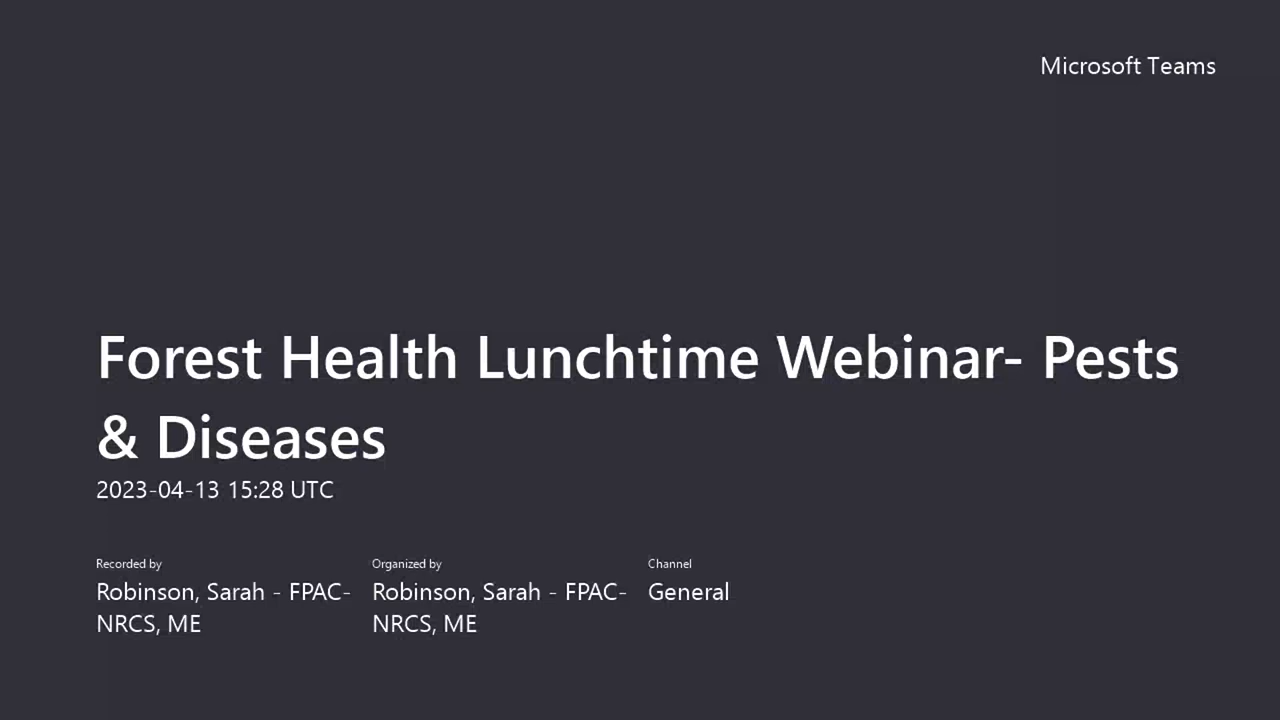 Microsoft Teams
Forest Health Lunchtime Webinar- Pests
& Diseases
2023-04-13 15:28 UTC
Recorded by
Robinson, Sarah - FPAC-
NRCS, ME
Organized by
Robinson, Sarah - FPAC-
NRCS, ME
Channel
General